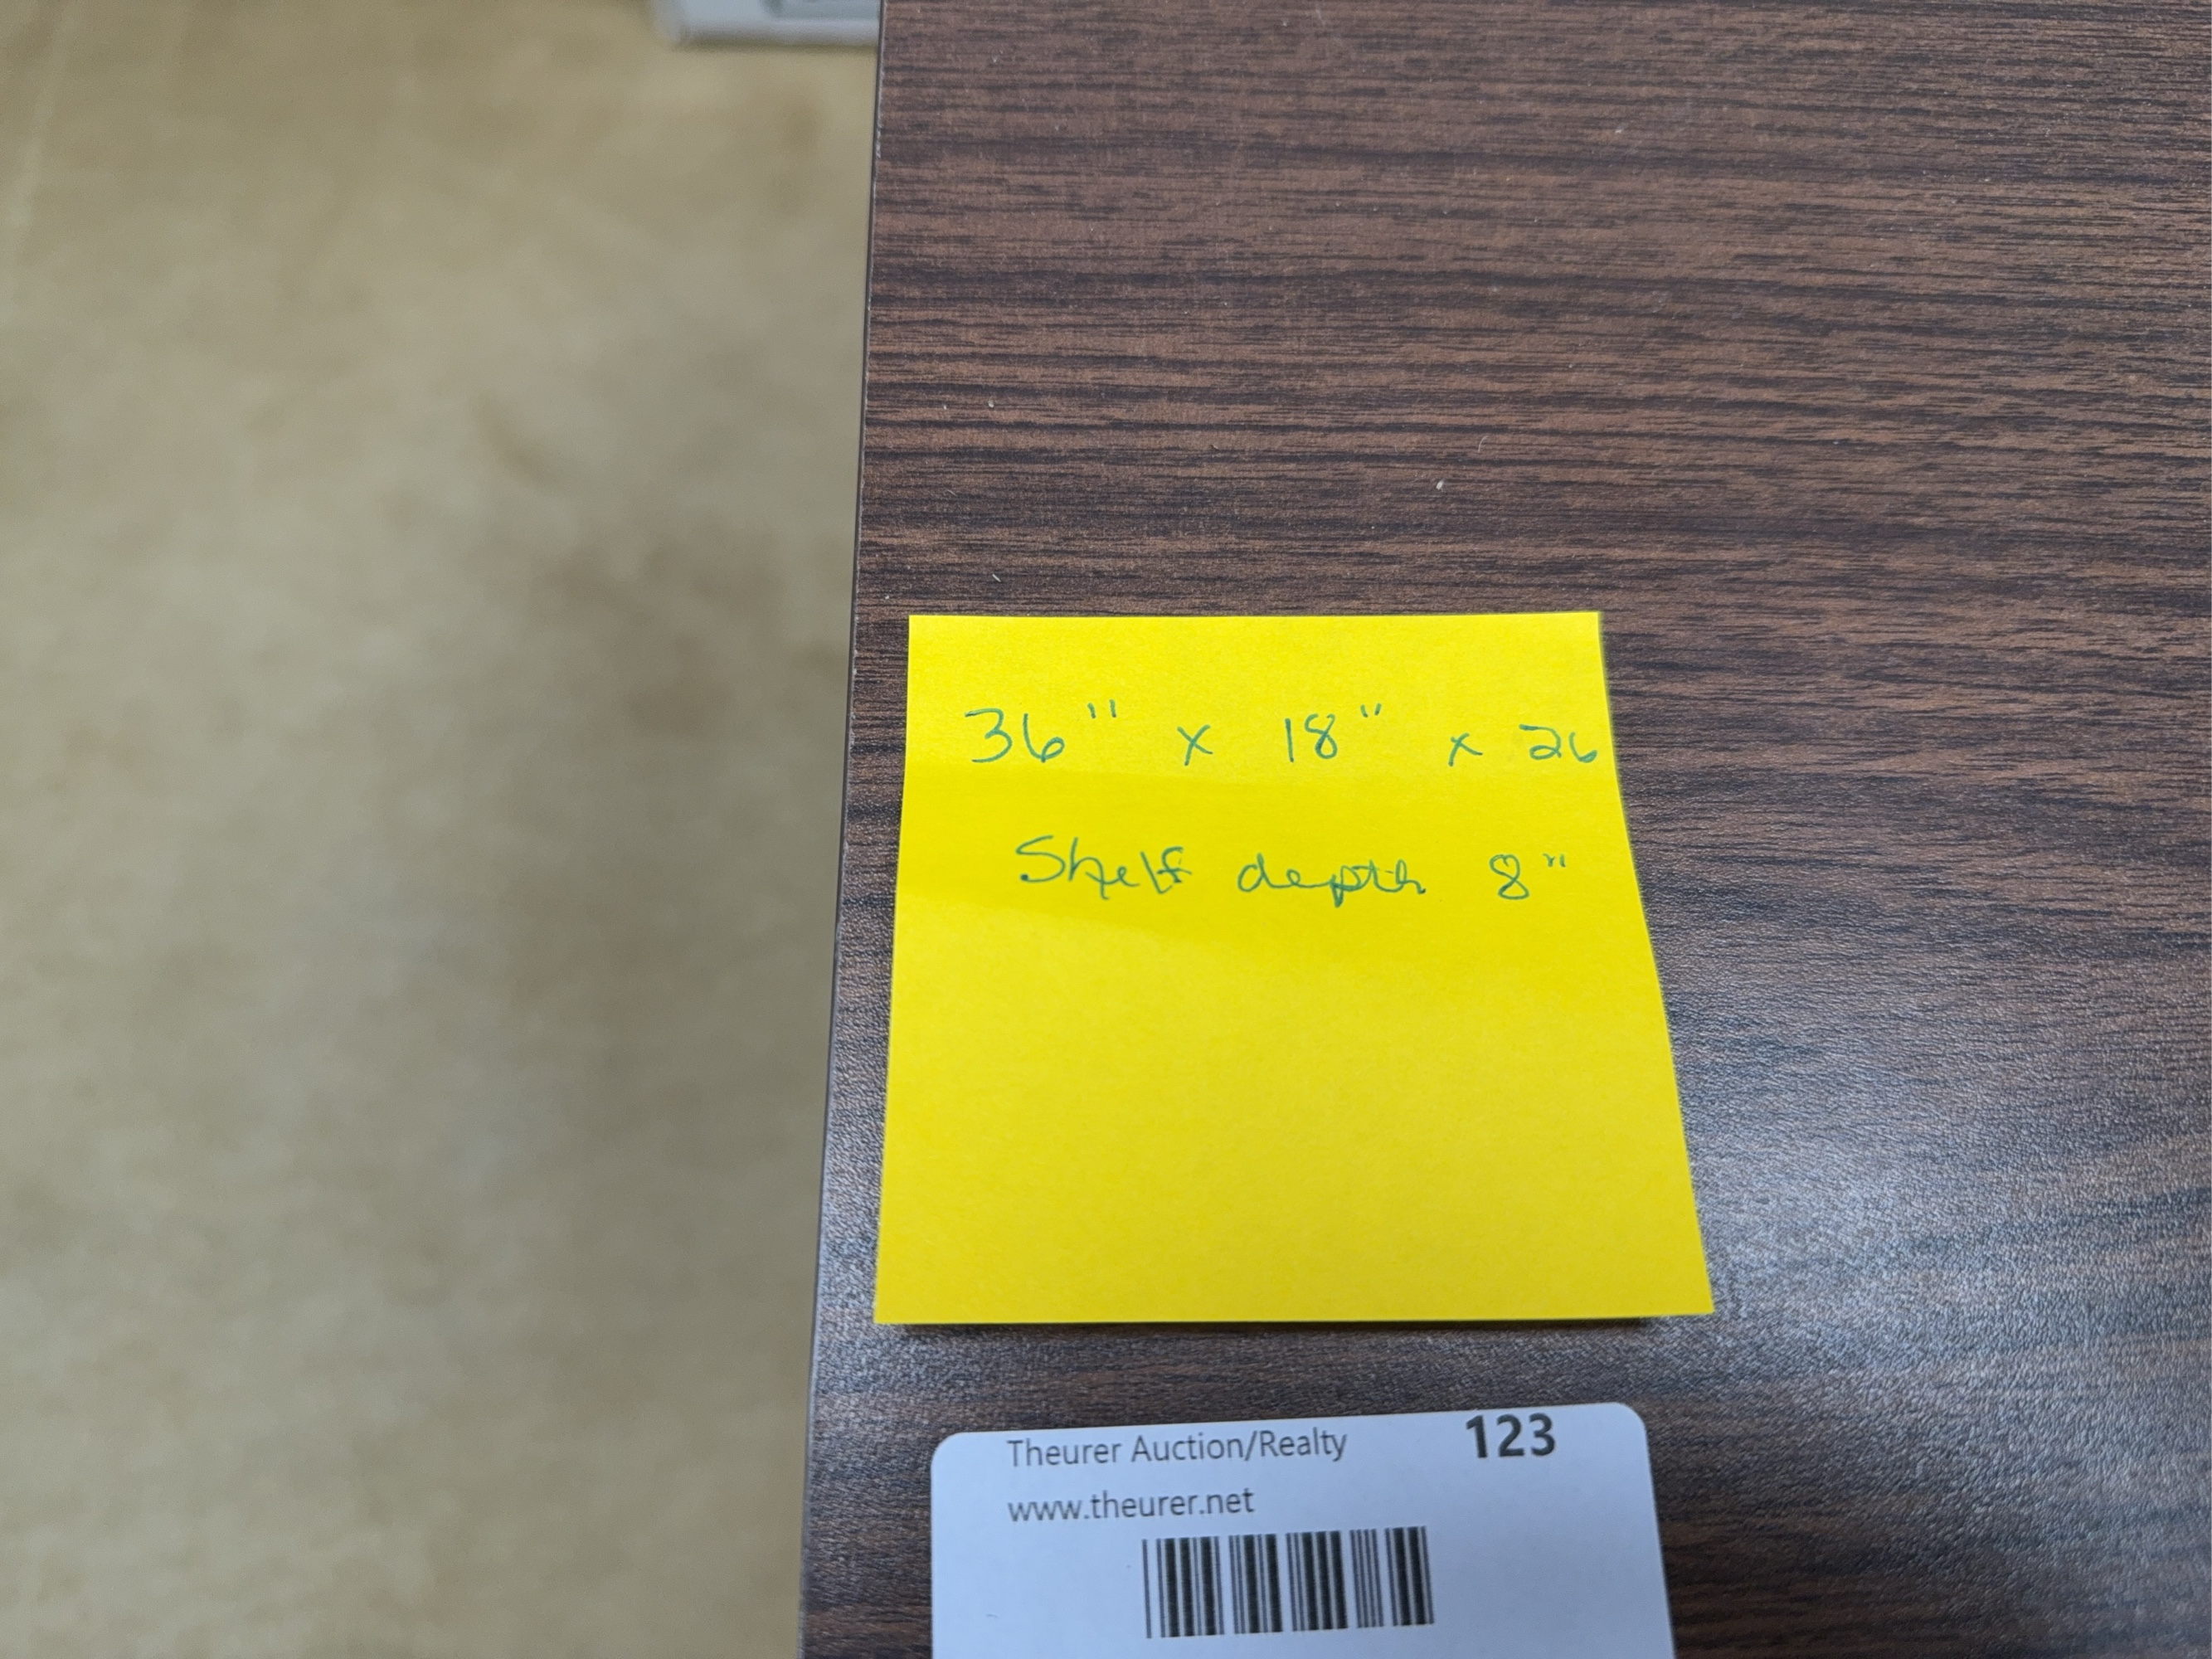 36" x 18" x 26
Shelf depth 8"
Theurer Auction/Realty 123
www.theurer.net